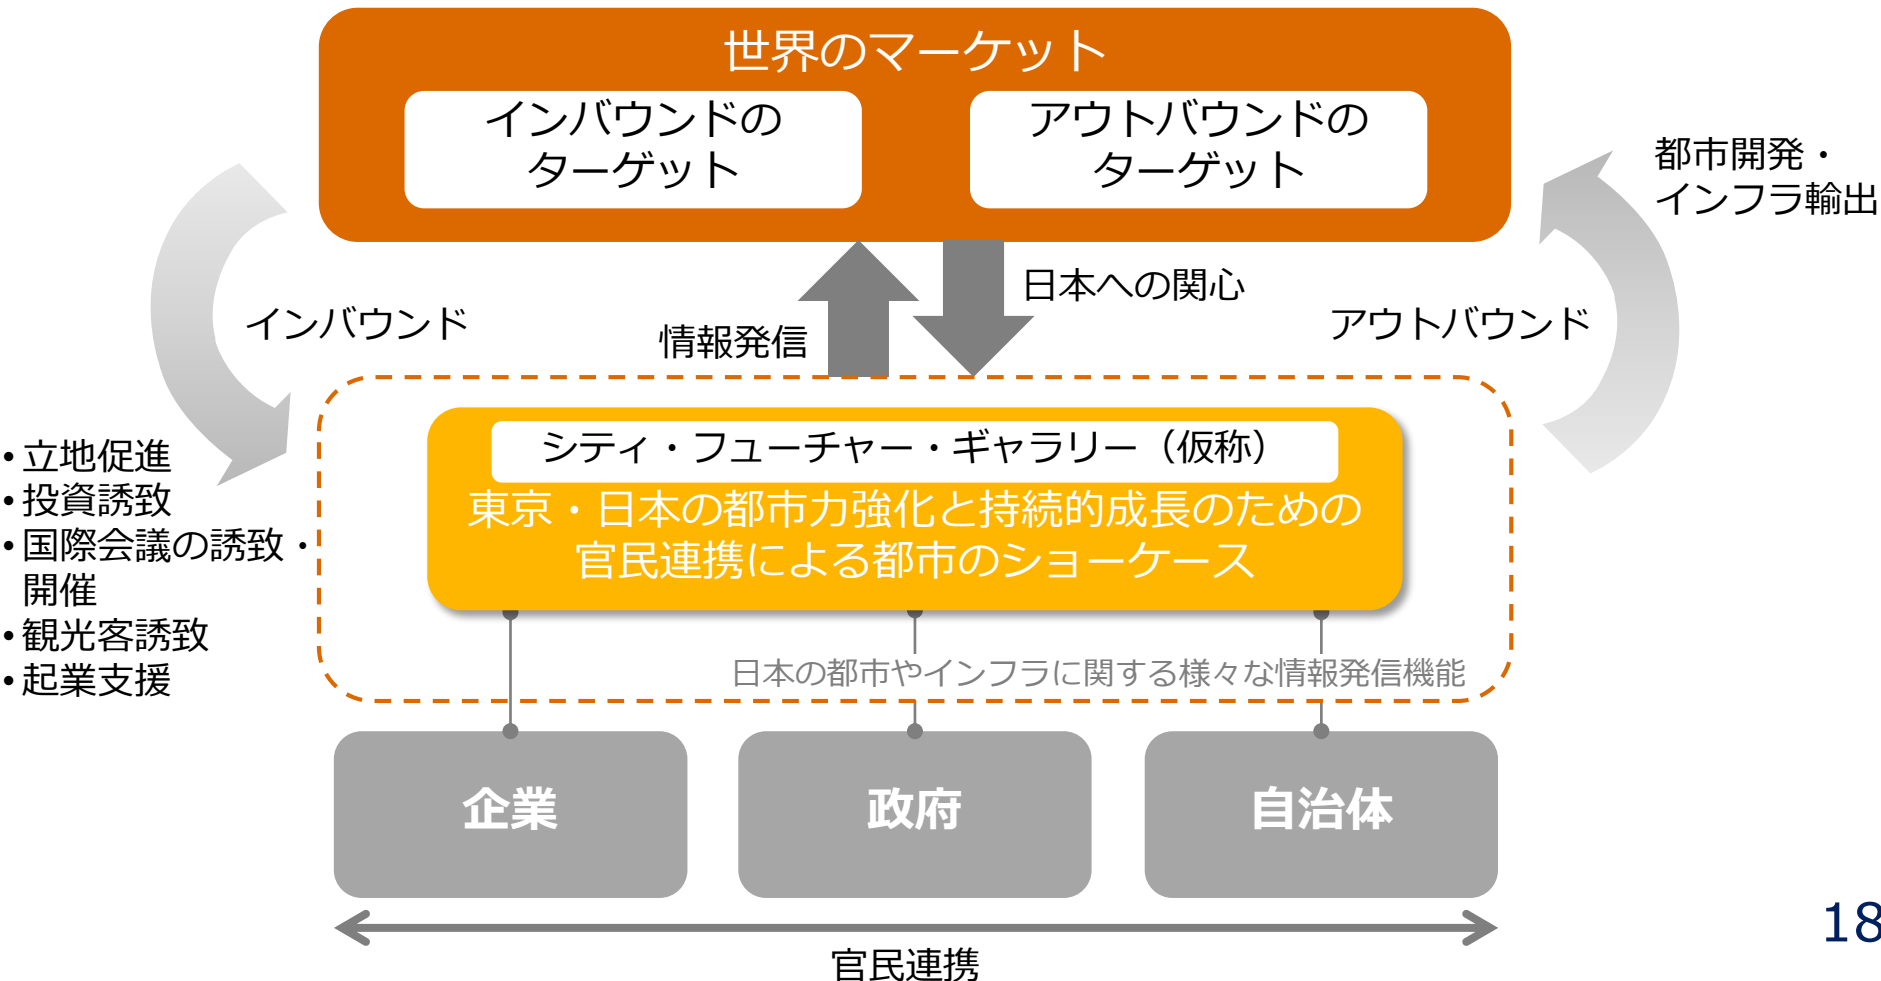 世界のマーケット
インバウンドの
ターゲット
アウトバウンドの
ターゲット
都市開発・
インフラ輸出
日本への関心
インバウンド
情報発信
アウトバウンド
シティ・フューチャー・ギャラリー（仮称）
東京・日本の都市力強化と持続的成長のための
官民連携による都市のショーケース
•立地促進
•投資誘致
•国際会議の誘致・
開催
•観光客誘致
•起業支援
日本の都市やインフラに関する様々な情報発信機能
企業
政府
自治体
官民連携
18